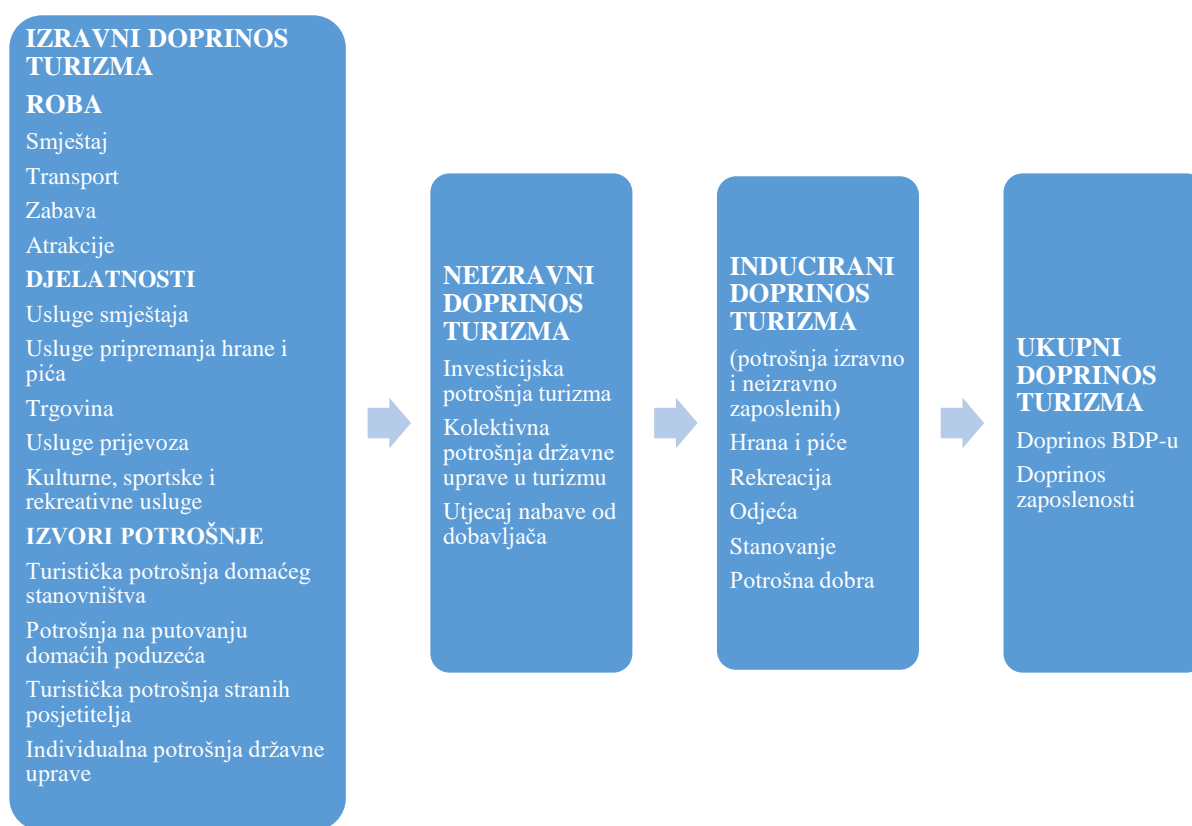 IZRAVNI DOPRINOS
TURIZMA
ROBA
Smještaj
Transport
Zabava
Atrakcije
DJELATNOSTI
Usluge smještaja
Usluge pripremanja hrane i
pića
Trgovina
Usluge prijevoza
Kulturne, sportske i
rekreativne usluge
IZVORI POTROŠNJE
Turistička potrošnja domaćeg
stanovništva
Potrošnja na putovanju
domaćih poduzeća
Turistička potrošnja stranih
posjetitelja
Individualna potrošnja državne
uprave
NEIZRAVNI
DOPRINOS
TURIZMA
Investicijska
potrošnja turizma
Kolektivna
potrošnja državne
uprave u turizmu
Utjecaj nabave od
dobavljača
INDUCIRANI
DOPRINOS
TURIZMA
(potrošnja izravno
i neizravno
zaposlenih)
Hrana i piće
Rekreacija
Odjeća
Stanovanje
Potrošna dobra
UKUPNI
DOPRINOS
TURIZMA
Doprinos BDP-u
Doprinos
zaposlenosti